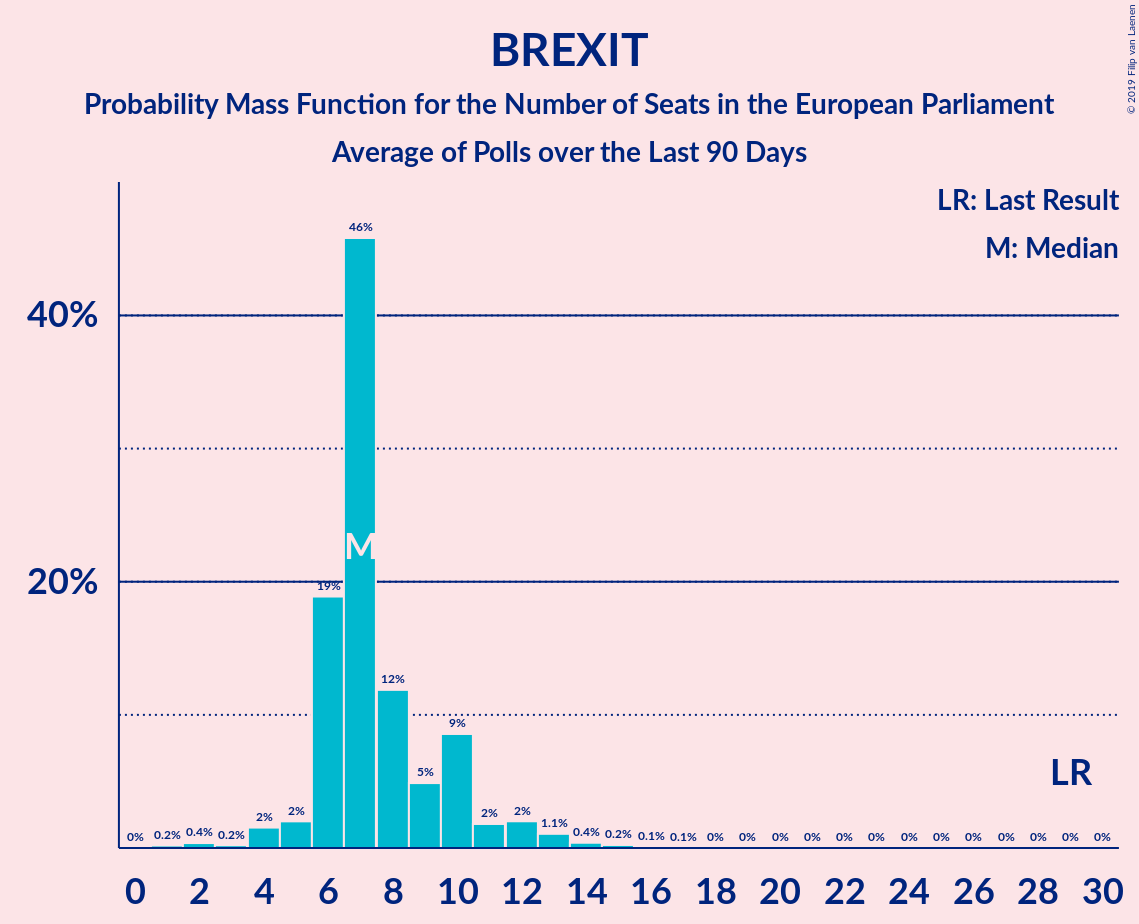 BREXIT
Probability Mass Function for the Number of Seats in the European Parliament
Average of Polls over the Last 90 Days
© 2019 Filip van Laenen
LR: Last Result
M: Median
40%
20%
0% 0.2% 0.4% 0.2% 2% 2% 19% 46% 12% 5% 9% 2% 2% 1.1% 0.4% 0.2% 0.1% 0.1% 0% 0% 0% 0% 0% 0% 0% 0% 0% 0% 0% 0% 0%
M
LR
0 2 4 6 8 10 12 14 16 18 20 22 24 26 28 30